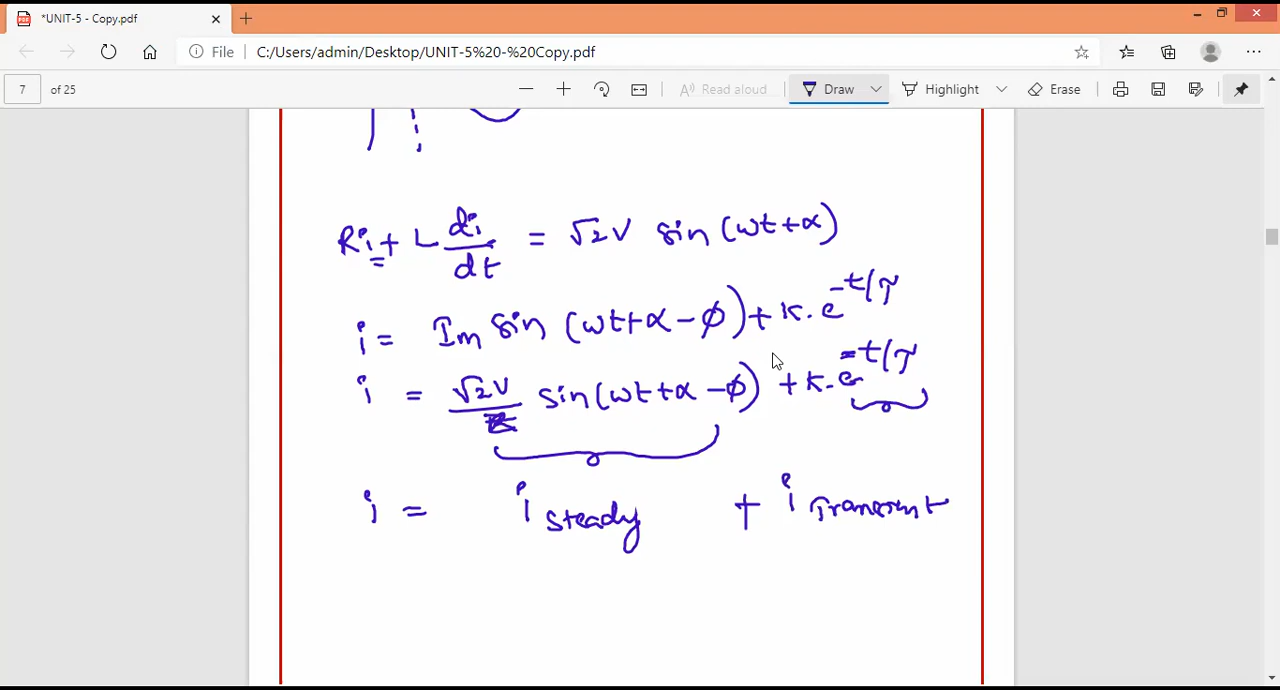 *UNIT-5 - Copy.pdf
File C:/Users/admin/Desktop/UNIT-5%20-%20Copy.pdf
7 of 25 Read aloud Draw Highlight Erase
Ri + L di/dt = √2V sin(ωt+α)
i = Im sin(ωt+α-ϕ) + K.e^-t/τ
i = √2V/Z sin(ωt+α-ϕ) + K.e^-t/τ
i = i steady + i Transient